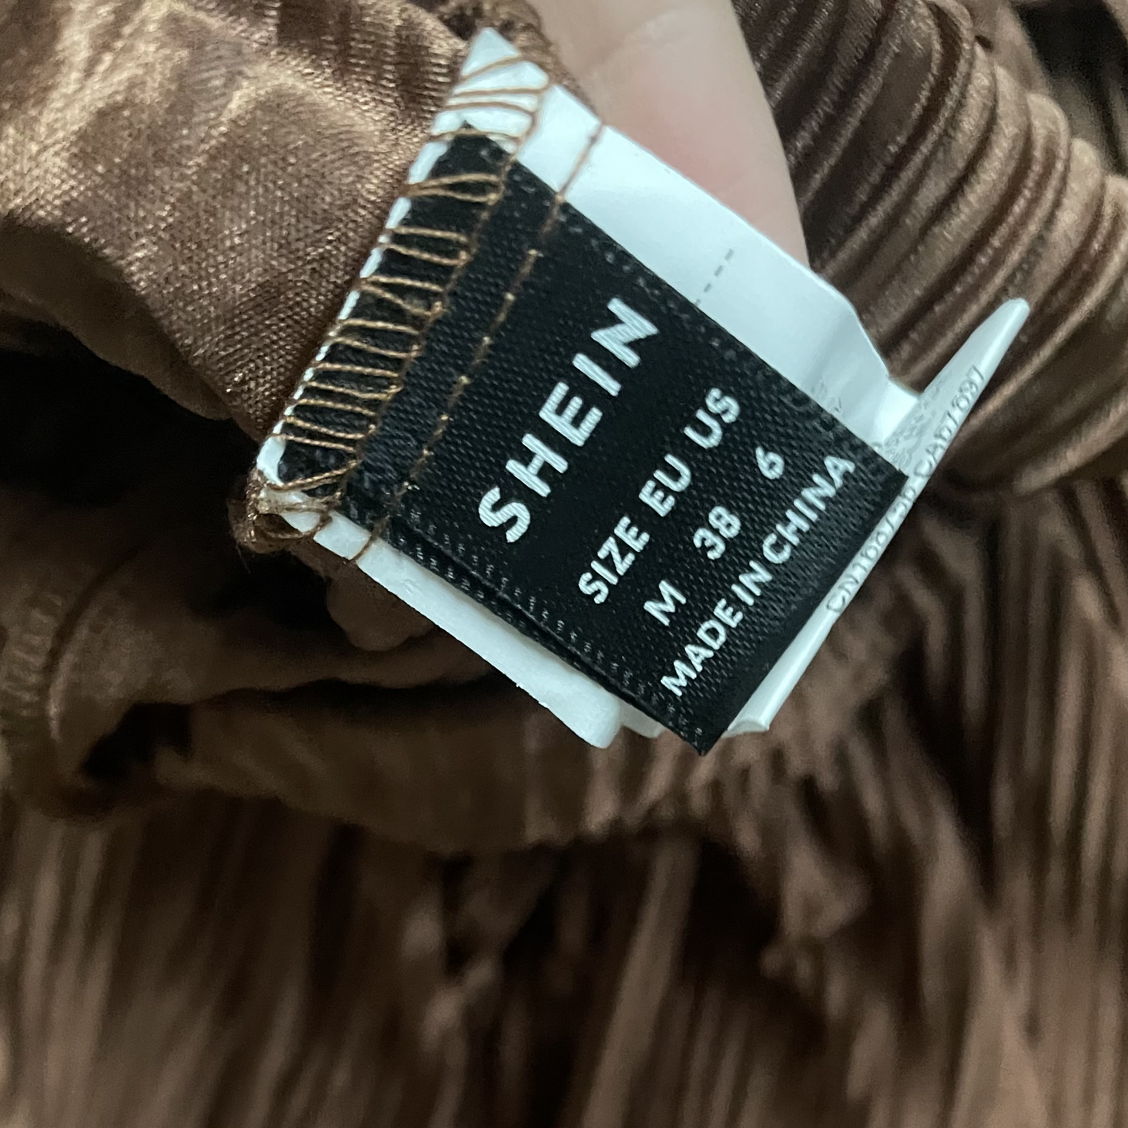 SHEIN
SIZE EU US
M 38 6
MADE IN CHINA